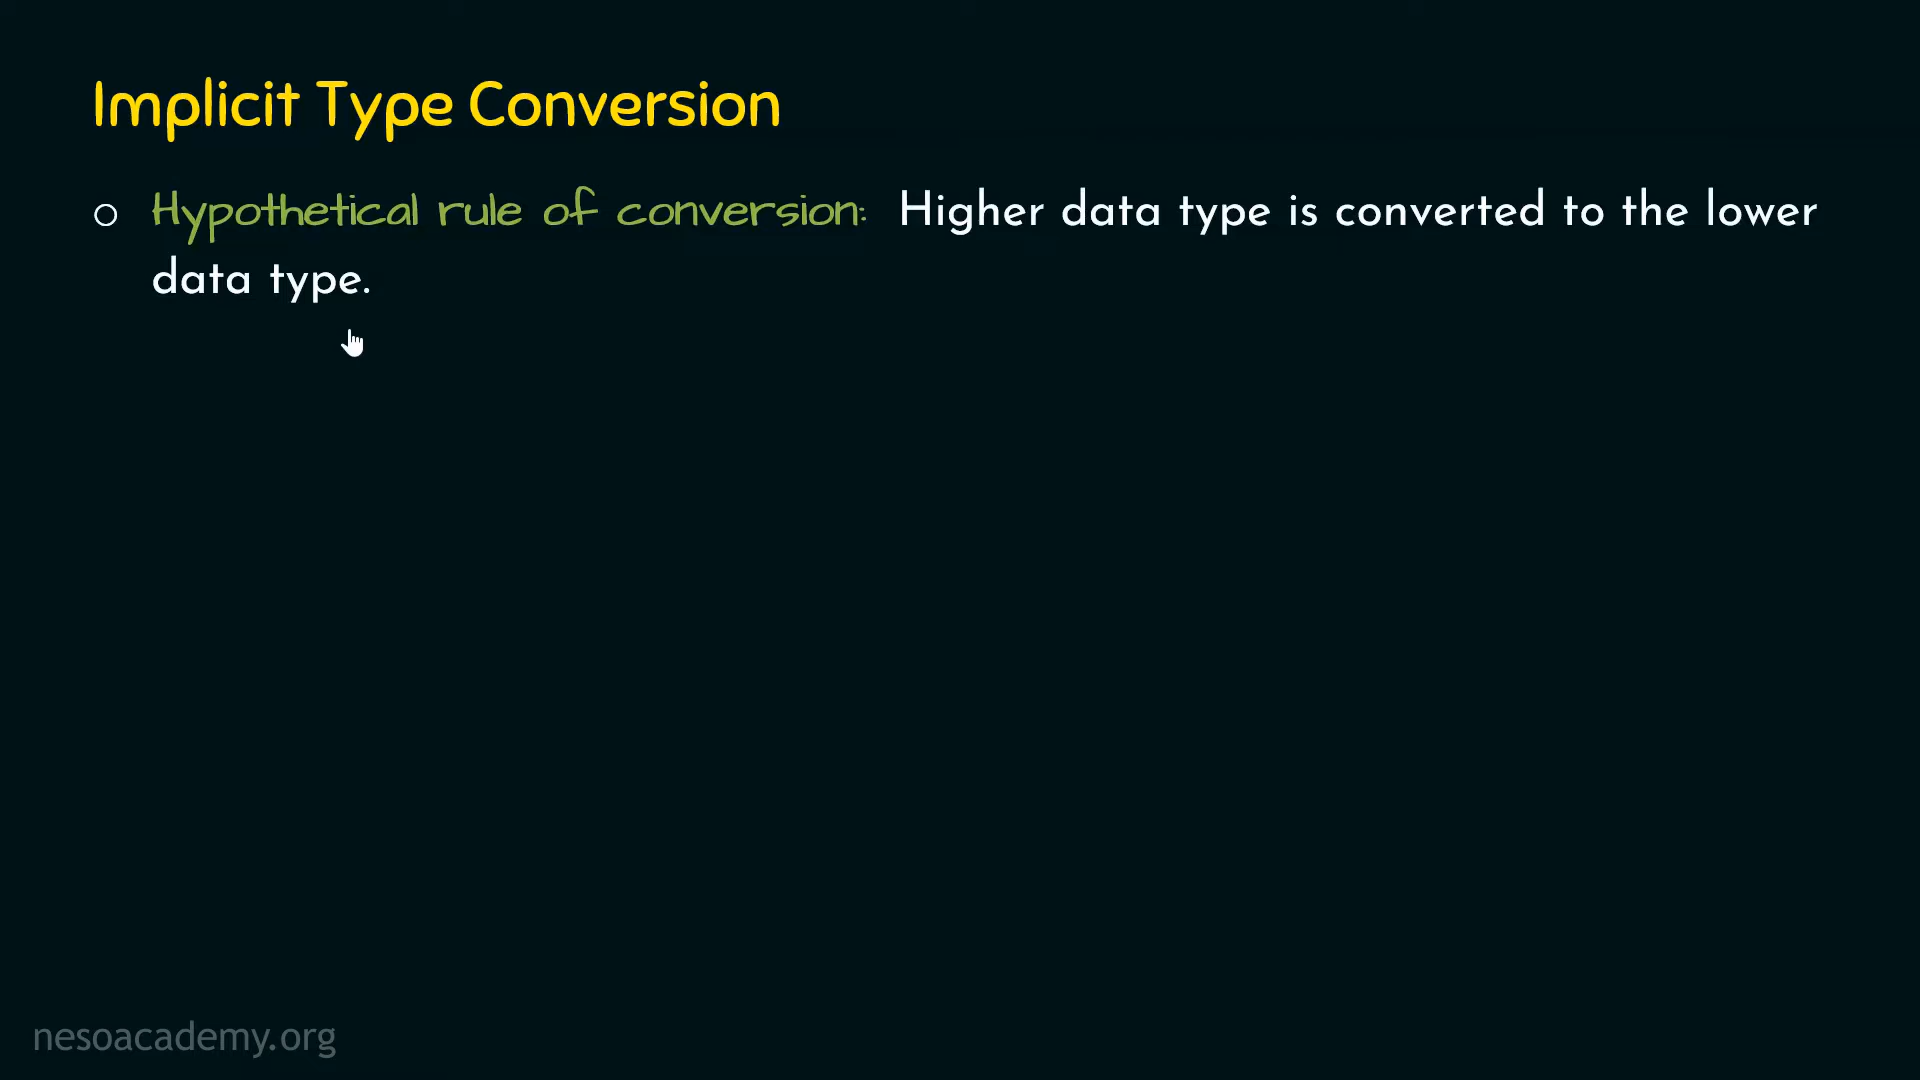 Implicit Type Conversion
Hypothetical rule of conversion: Higher data type is converted to the lower
data type.
nesoacademy.org